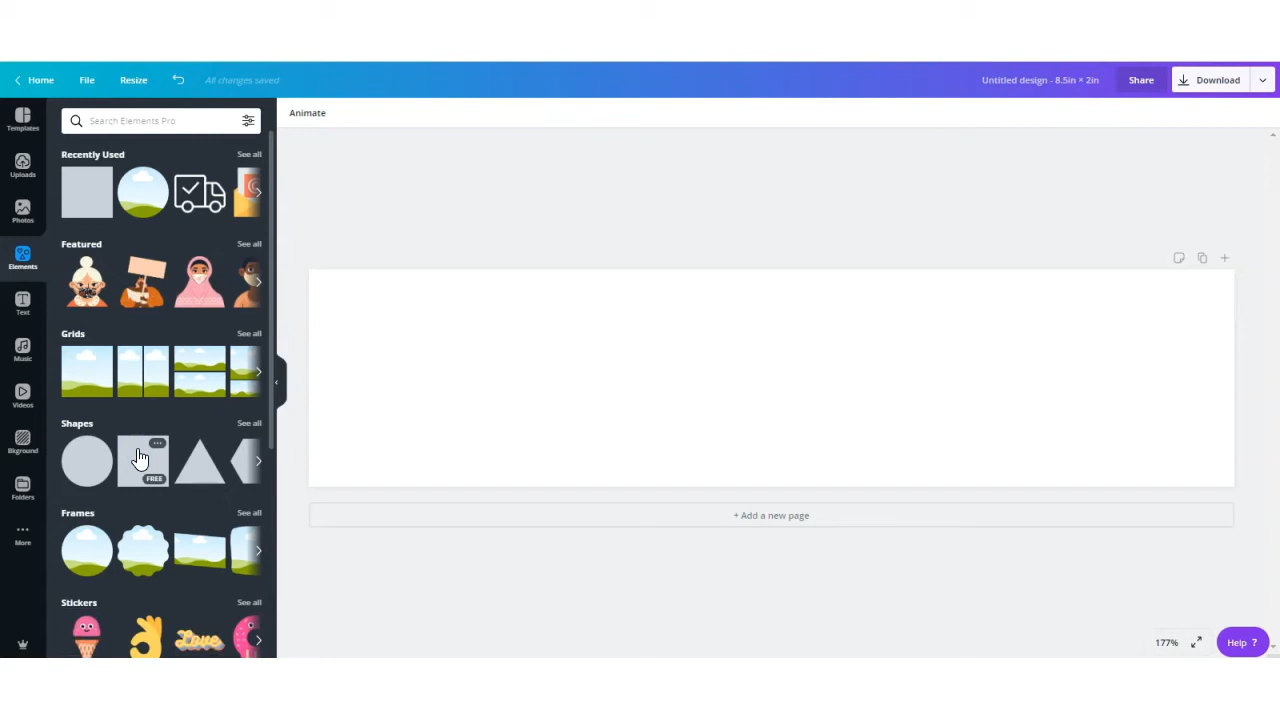 Home
File
Resize
All changes saved
Untitled design - 8.5in × 2in
Share
Download
Templates
Uploads
Photos
Elements
Text
Music
Videos
Bkground
Folders
More
Search Elements Pro
Recently Used
See all
Featured
See all
Grids
See all
Shapes
See all
FREE
Frames
See all
Stickers
See all
Love
Animate
+ Add a new page
177%
Help ?